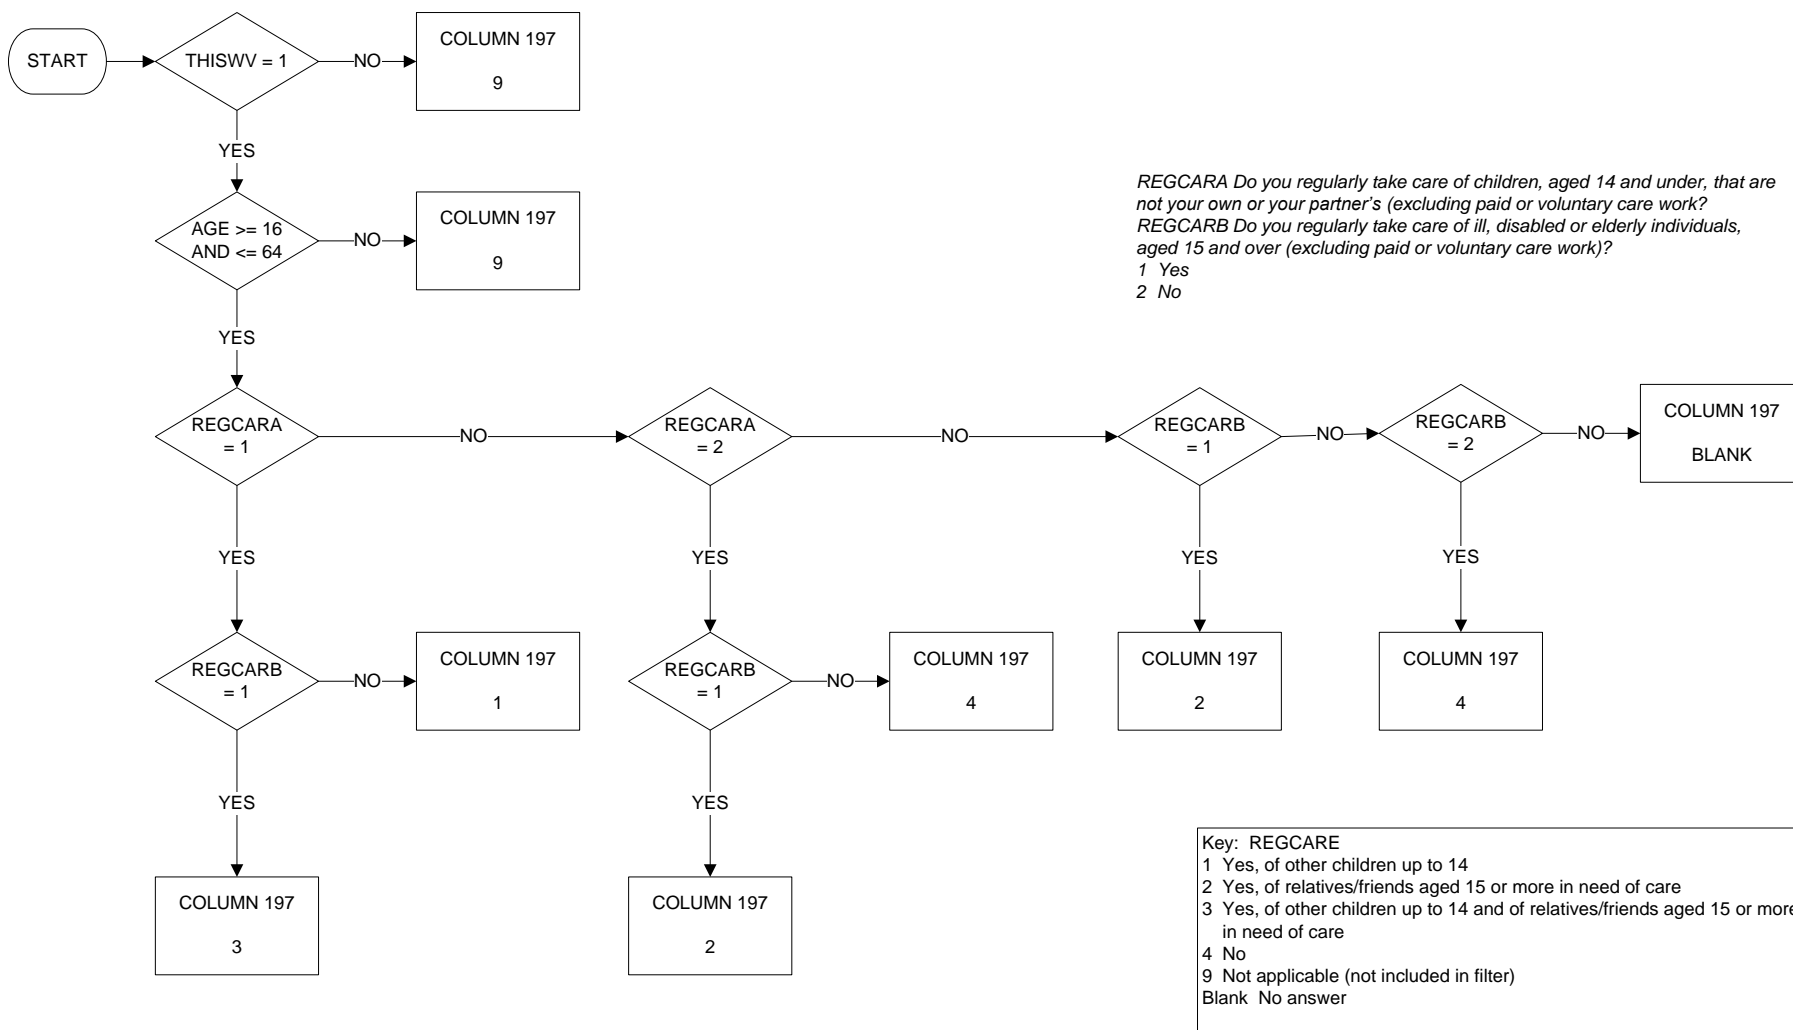 START
THISWV = 1
NO
COLUMN 197
9
YES
AGE >= 16
AND <= 64
NO
COLUMN 197
9
REGCARA Do you regularly take care of children, aged 14 and under, that are
not your own or your partner's (excluding paid or voluntary care work?
REGCARB Do you regularly take care of ill, disabled or elderly individuals,
aged 15 and over (excluding paid or voluntary care work)?
1 Yes
2 No
YES
REGCARA
= 1
NO
REGCARA
= 2
NO
REGCARB
= 1
NO
REGCARB
= 2
NO
COLUMN 197
BLANK
YES
YES
YES
YES
REGCARB
= 1
NO
COLUMN 197
1
REGCARB
= 1
NO
COLUMN 197
4
COLUMN 197
2
COLUMN 197
4
YES
YES
COLUMN 197
3
COLUMN 197
2
Key: REGCARE
1 Yes, of other children up to 14
2 Yes, of relatives/friends aged 15 or more in need of care
3 Yes, of other children up to 14 and of relatives/friends aged 15 or more
in need of care
4 No
9 Not applicable (not included in filter)
Blank No answer